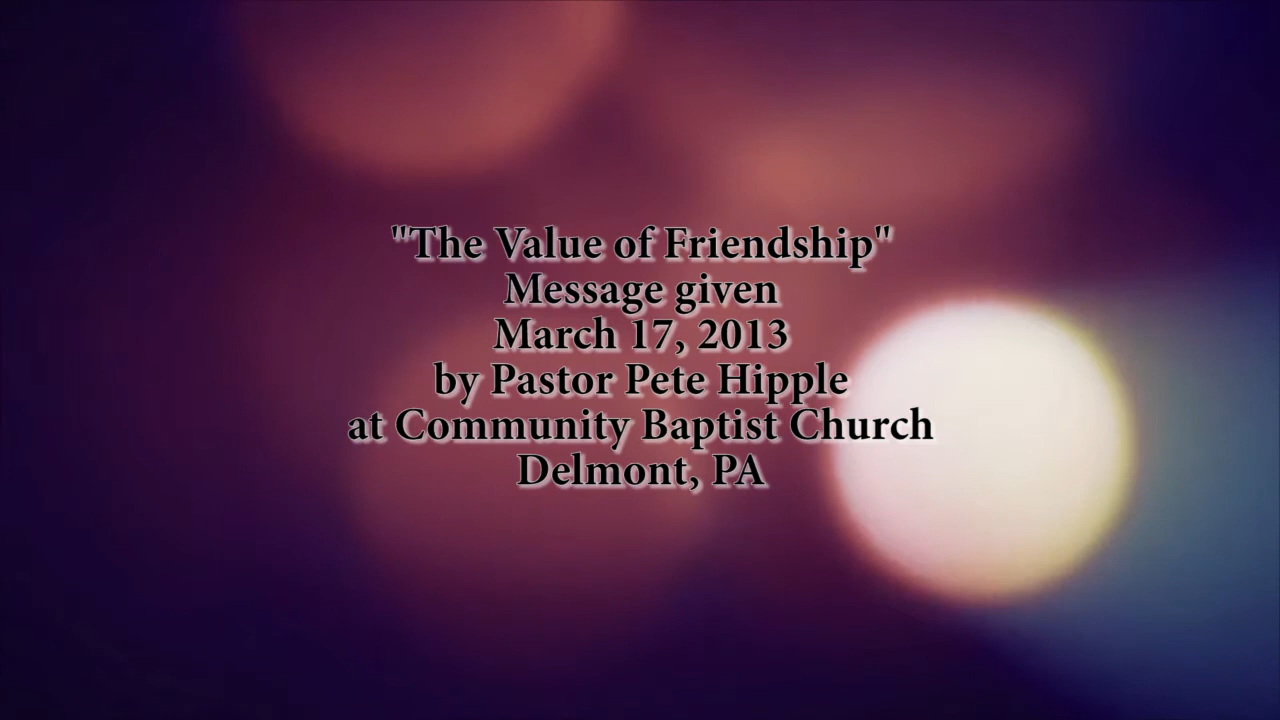 "The Value of Friendship"
Message given
March 17, 2013
by Pastor Pete Hipple
at Community Baptist Church
Delmont, PA